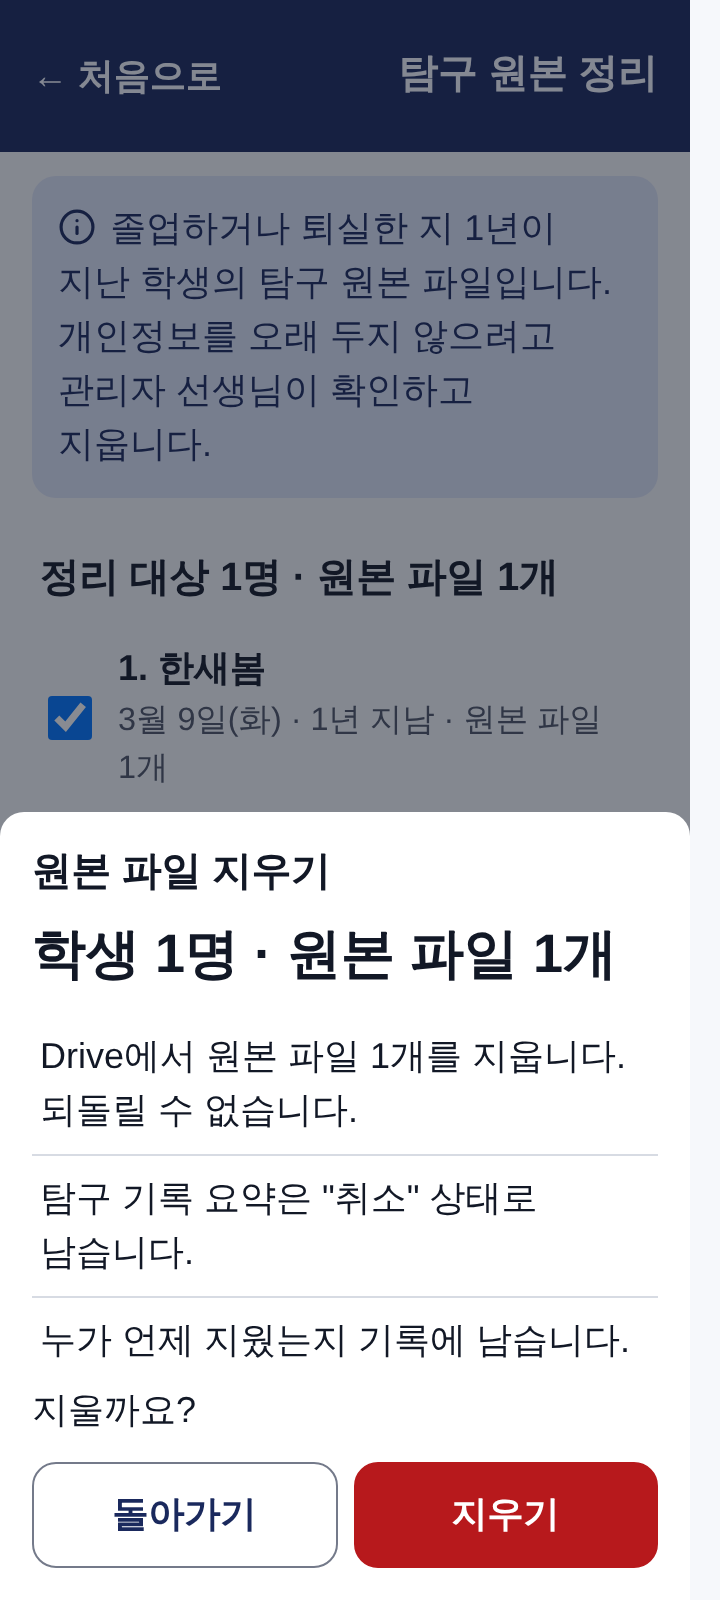 ← 처음으로
탐구 원본 정리
졸업하거나 퇴실한 지 1년이
지난 학생의 탐구 원본 파일입니다.
개인정보를 오래 두지 않으려고
관리자 선생님이 확인하고
지웁니다.
정리 대상 1명 · 원본 파일 1개
1. 한새봄
3월 9일(화) · 1년 지남 · 원본 파일
1개
원본 파일 지우기
학생 1명 · 원본 파일 1개
Drive에서 원본 파일 1개를 지웁니다.
되돌릴 수 없습니다.
탐구 기록 요약은 "취소" 상태로
남습니다.
누가 언제 지웠는지 기록에 남습니다.
지울까요?
돌아가기
지우기